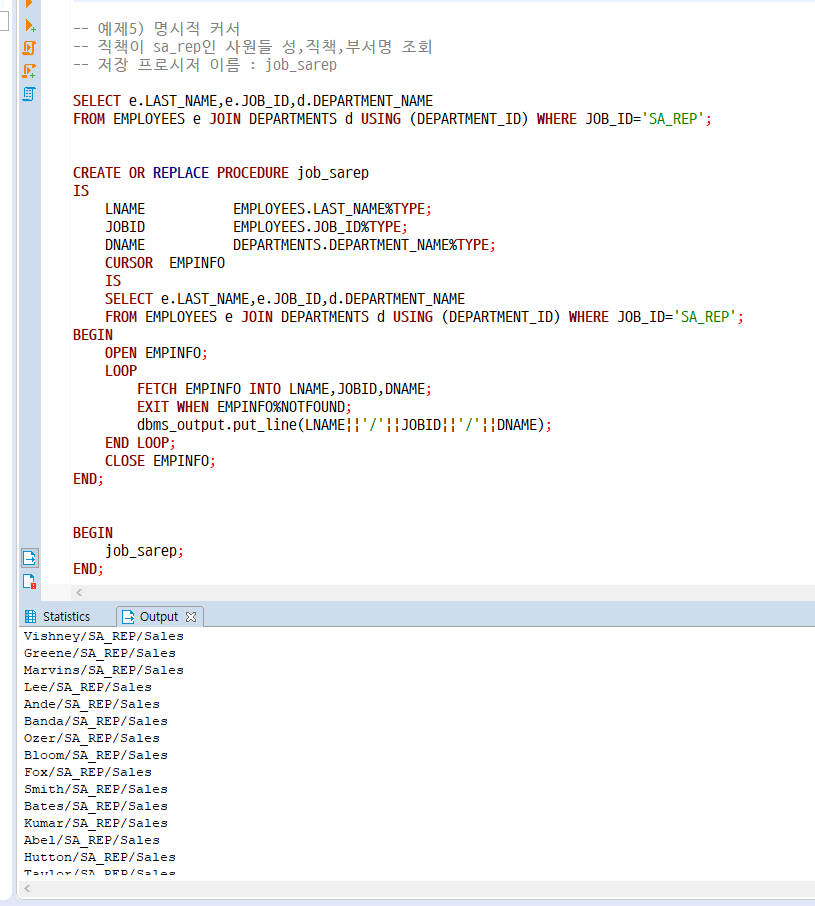 -- 예제5) 명시적 커서
-- 직책이 sa_rep인 사원들 성,직책,부서명 조회
-- 저장 프로시저 이름 : job_sarep
SELECT e.LAST_NAME,e.JOB_ID,d.DEPARTMENT_NAME
FROM EMPLOYEES e JOIN DEPARTMENTS d USING (DEPARTMENT_ID) WHERE JOB_ID='SA_REP';
CREATE OR REPLACE PROCEDURE job_sarep
IS
LNAME EMPLOYEES.LAST_NAME%TYPE;
JOBID EMPLOYEES.JOB_ID%TYPE;
DNAME DEPARTMENTS.DEPARTMENT_NAME%TYPE;
CURSOR EMPINFO
IS
SELECT e.LAST_NAME,e.JOB_ID,d.DEPARTMENT_NAME
FROM EMPLOYEES e JOIN DEPARTMENTS d USING (DEPARTMENT_ID) WHERE JOB_ID='SA_REP';
BEGIN
OPEN EMPINFO;
LOOP
FETCH EMPINFO INTO LNAME,JOBID,DNAME;
EXIT WHEN EMPINFO%NOTFOUND;
dbms_output.put_line(LNAME||'/'||JOBID||'/'||DNAME);
END LOOP;
CLOSE EMPINFO;
END;
BEGIN
job_sarep;
END;
Statistics Output
Vishney/SA_REP/Sales
Greene/SA_REP/Sales
Marvins/SA_REP/Sales
Lee/SA_REP/Sales
Ande/SA_REP/Sales
Banda/SA_REP/Sales
Ozer/SA_REP/Sales
Bloom/SA_REP/Sales
Fox/SA_REP/Sales
Smith/SA_REP/Sales
Bates/SA_REP/Sales
Kumar/SA_REP/Sales
Abel/SA_REP/Sales
Hutton/SA_REP/Sales
Taylor/SA_REP/Sales